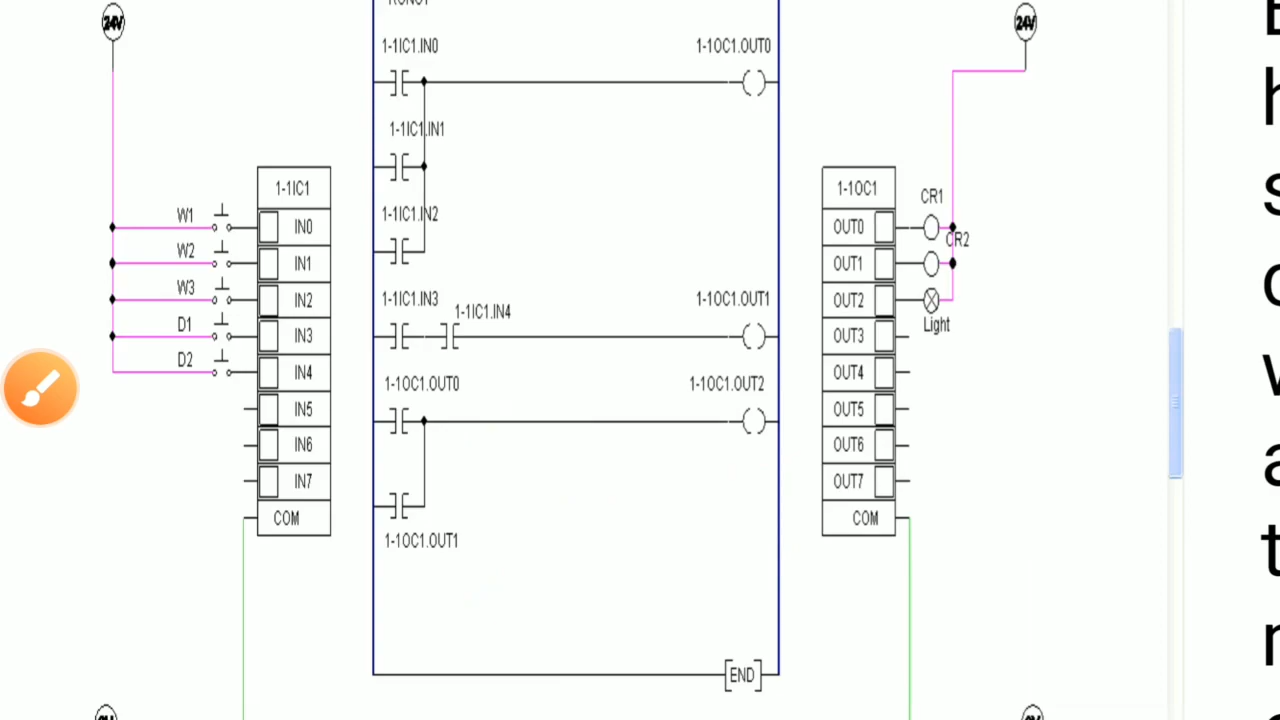 24V
24V
1-1IC1.IN0
1-1OC1.OUT0
1-1IC1.IN1
1-1IC1
1-1OC1
CR1
W1
IN0
1-1IC1.IN2
OUT0
CR2
W2
IN1
OUT1
W3
IN2
1-1IC1.IN3
1-1IC1.IN4
1-1OC1.OUT1
OUT2
Light
D1
IN3
OUT3
D2
IN4
1-1OC1.OUT0
1-1OC1.OUT2
OUT4
IN5
OUT5
IN6
OUT6
IN7
OUT7
COM
COM
1-1OC1.OUT1
END